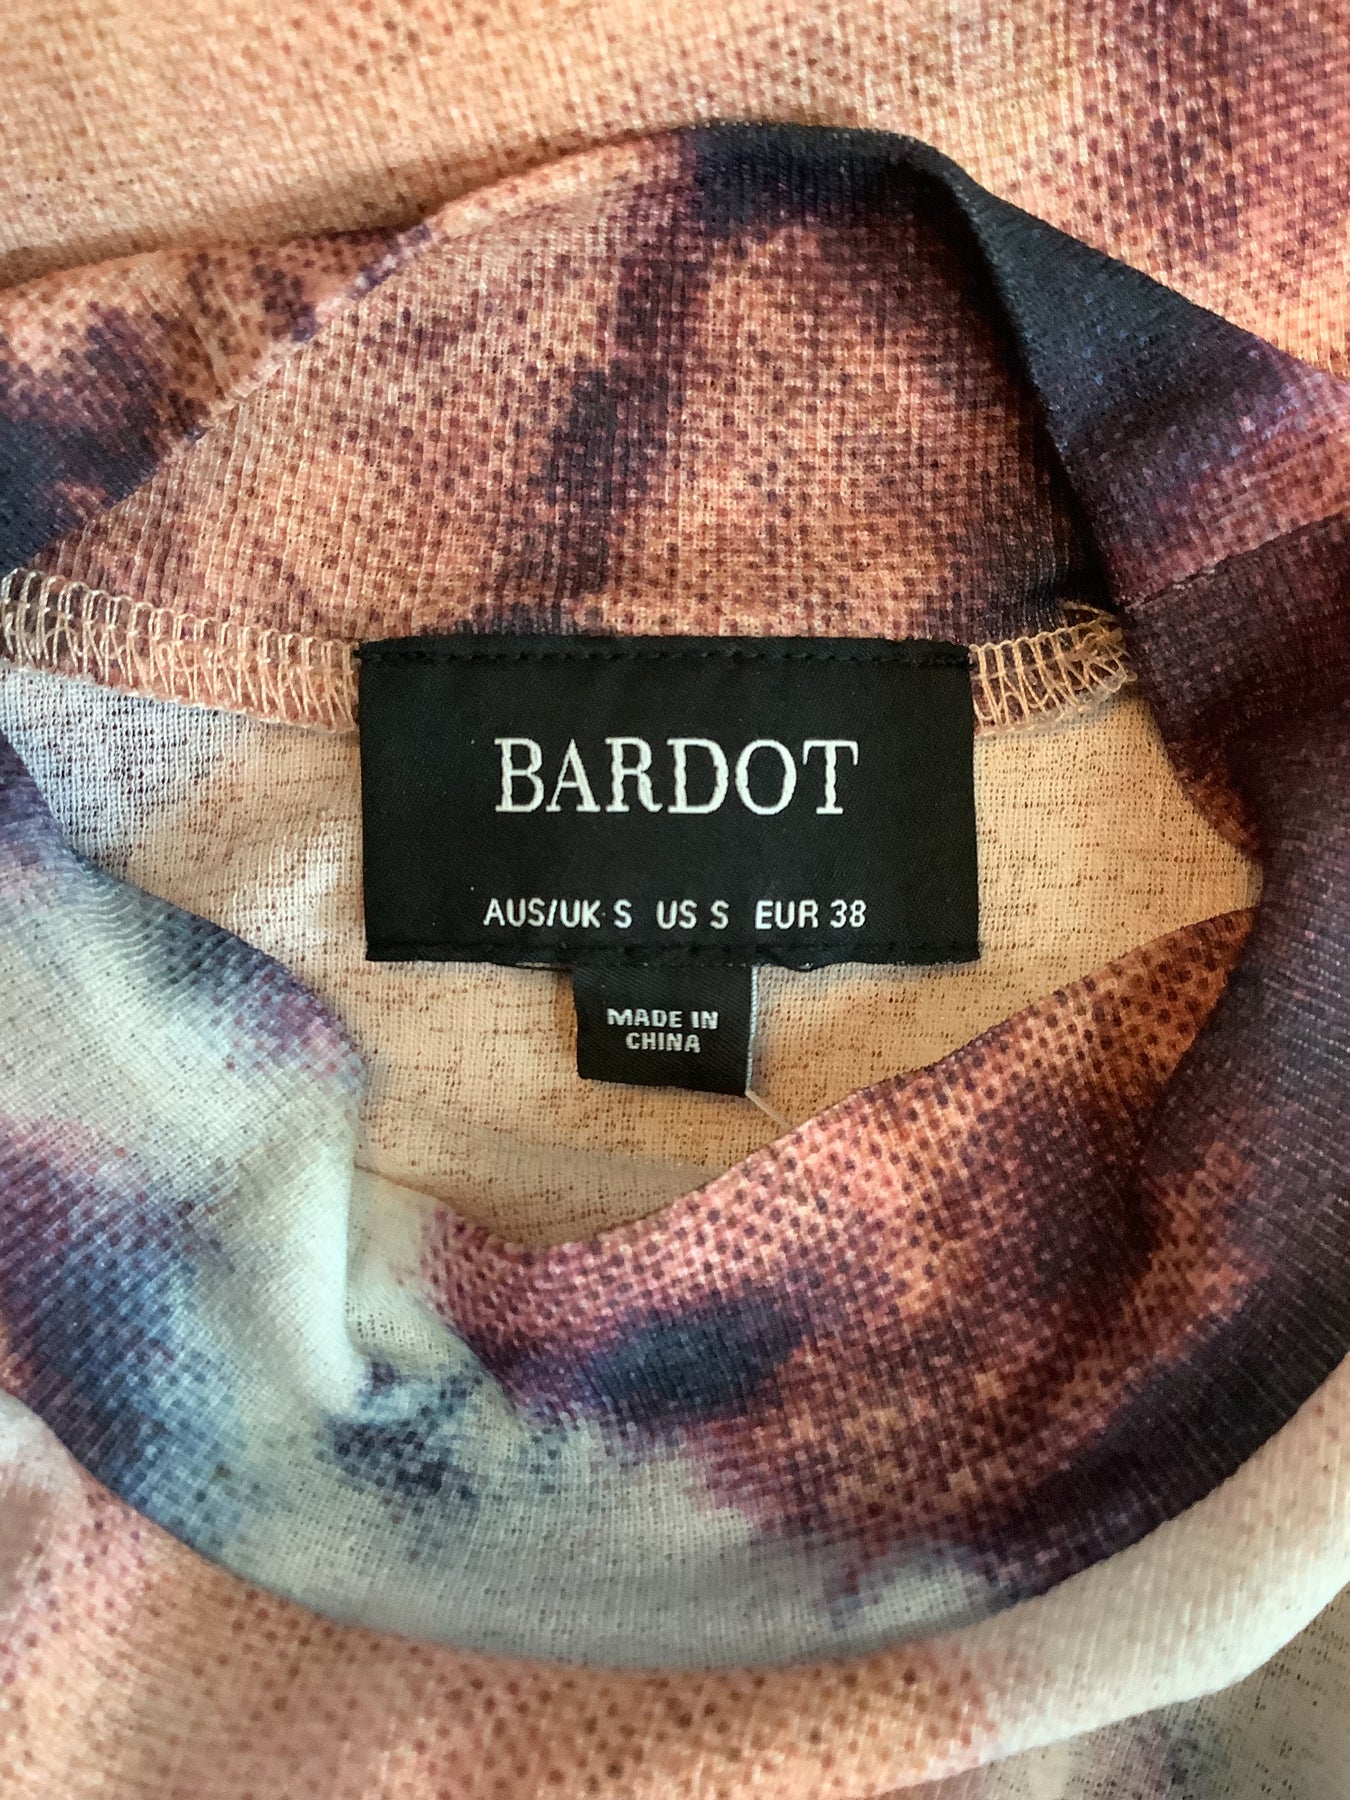 BARDOT
AUS/UK S US S EUR 38
MADE IN
CHINA